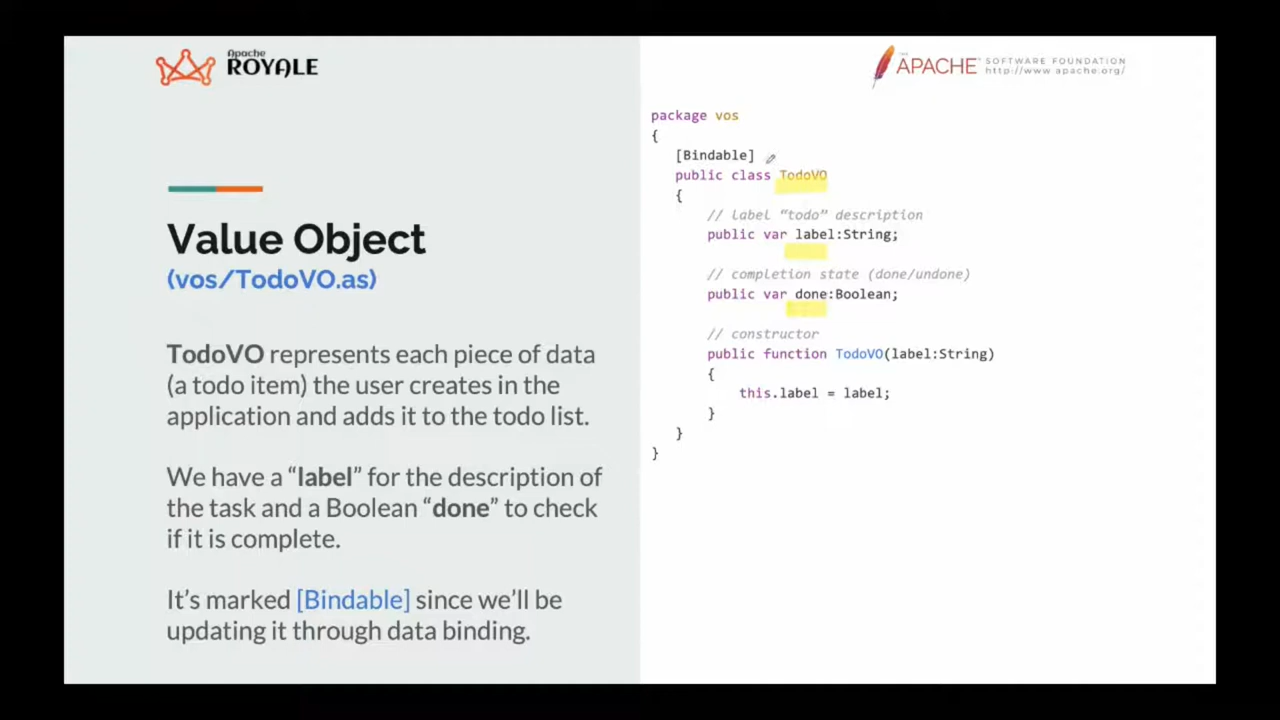 Apache
ROYALE
Value Object
(vos/TodoVO.as)
TodoVO represents each piece of data
(a todo item) the user creates in the
application and adds it to the todo list.
We have a “label” for the description of
the task and a Boolean “done” to check
if it is complete.
It’s marked [Bindable] since we’ll be
updating it through data binding.
THE
APACHE™ SOFTWARE FOUNDATION
http://www.apache.org/
package vos
{
[Bindable]
public class TodoVO
{
// label “todo” description
public var label:String;
// completion state (done/undone)
public var done:Boolean;
// constructor
public function TodoVO(label:String)
{
this.label = label;
}
}
}